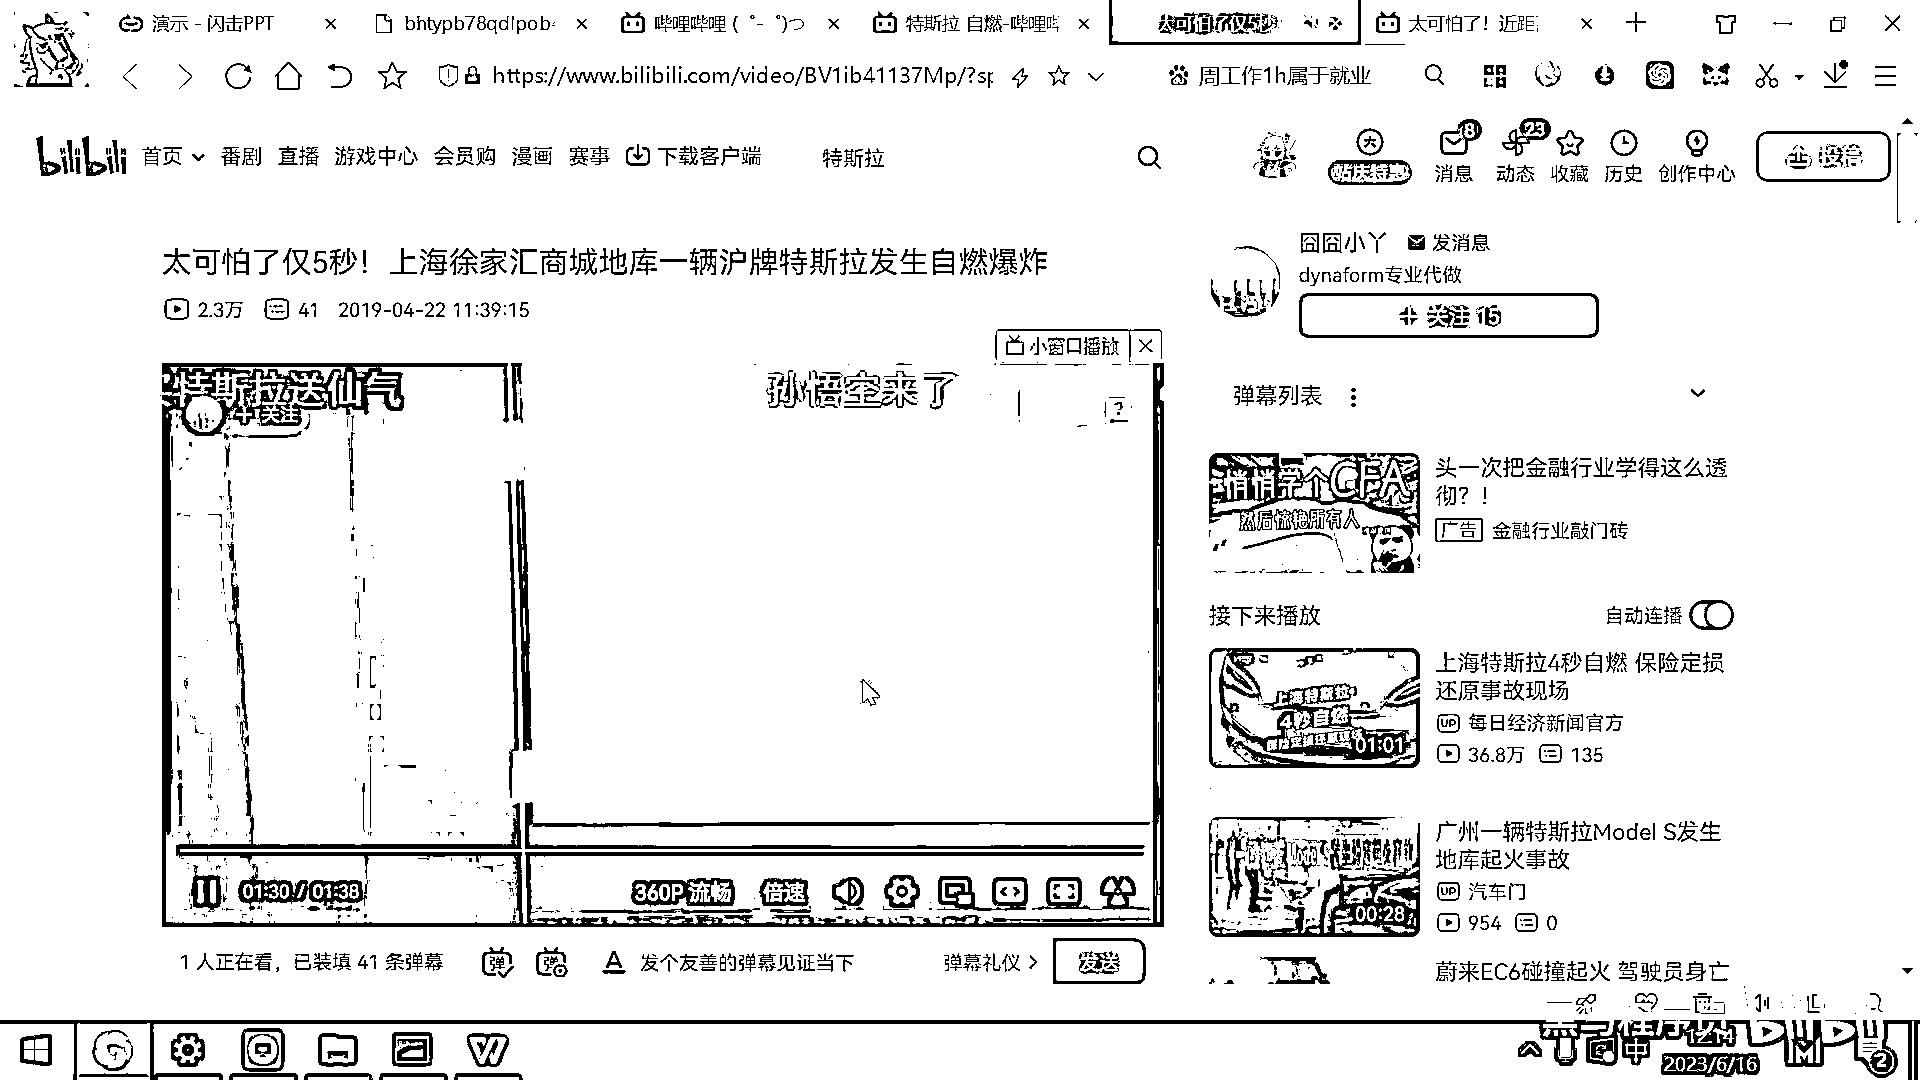 演示 - 闪击PPT
bhtypb78qdlpob
哔哩哔哩 ( ゜- ゜)つ
特斯拉 自燃-哔哩哔
太可怕了仅5秒
太可怕了！近距
https://www.bilibili.com/video/BV1ib41137Mp/?sp
周工作1h属于就业
bilibili
首页 番剧 直播 游戏中心 会员购 漫画 赛事 下载客户端
特斯拉
8
23
消息 动态 收藏 历史 创作中心
投稿
太可怕了仅5秒！上海徐家汇商城地库一辆沪牌特斯拉发生自燃爆炸
2.3万 41 2019-04-22 11:39:15
囧囧小丫 发消息
dynaform专业代做
+ 关注 15
小窗口播放
特斯拉送仙气
孙悟空来了
+ 关注
弹幕列表
悄悄学个CFA
然后惊艳所有人
头一次把金融行业学得这么透
彻？！
广告 金融行业敲门砖
接下来播放
自动连播
上海特斯拉
4秒自燃
01:01
上海特斯拉4秒自燃 保险定损
还原事故现场
UP 每日经济新闻官方
36.8万 135
00:28
广州一辆特斯拉Model S发生
地库起火事故
UP 汽车门
954 0
蔚来EC6碰撞起火 驾驶员身亡
01:30 / 01:38
360P 流畅
倍速
1 人正在看，已装填 41 条弹幕
发个友善的弹幕见证当下
弹幕礼仪
发送
中
12:14
2023/6/16
2